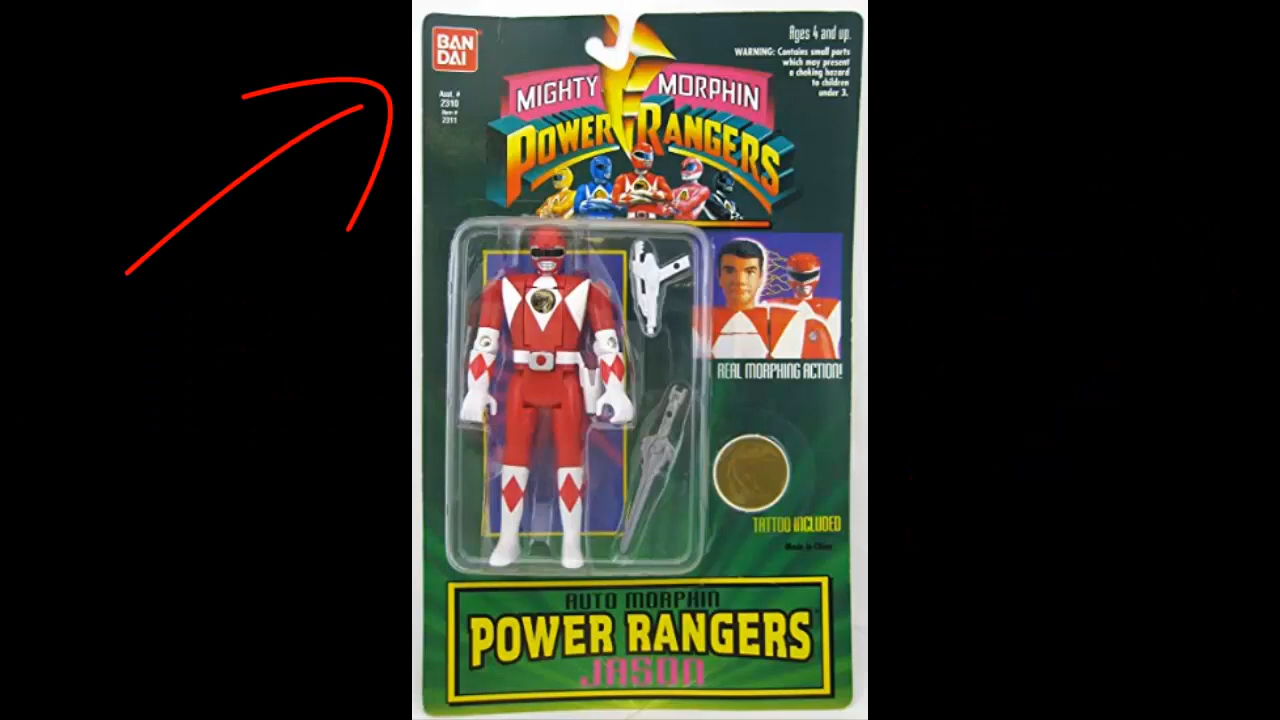 BAN
DAI
Asst. #
2310
Item #
2311
Ages 4 and up.
WARNING: Contains small parts
which may present
a choking hazard
to children
under 3.
MIGHTY MORPHIN
POWER RANGERS
REAL MORPHING ACTION!
TATTOO INCLUDED
Made in China
AUTO MORPHIN
POWER RANGERS
JASON